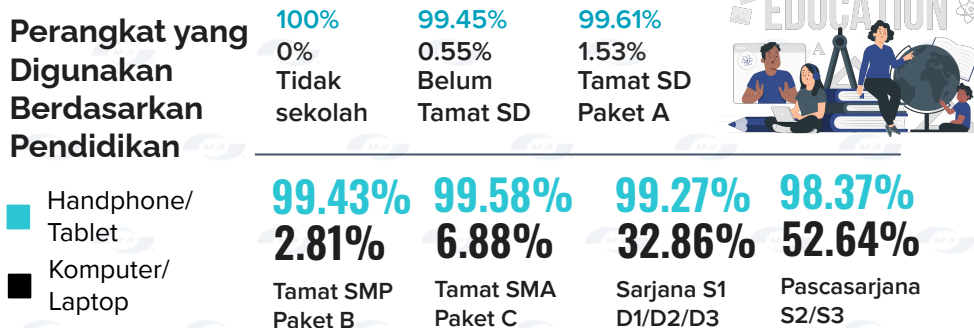 Perangkat yang
Digunakan
Berdasarkan
Pendidikan
Handphone/
Tablet
Komputer/
Laptop
100%
0%
Tidak
sekolah
99.45%
0.55%
Belum
Tamat SD
99.61%
1.53%
Tamat SD
Paket A
EDUCATION
A
99.43%
2.81%
Tamat SMP
Paket B
99.58%
6.88%
Tamat SMA
Paket C
99.27%
32.86%
Sarjana S1
D1/D2/D3
98.37%
52.64%
Pascasarjana
S2/S3